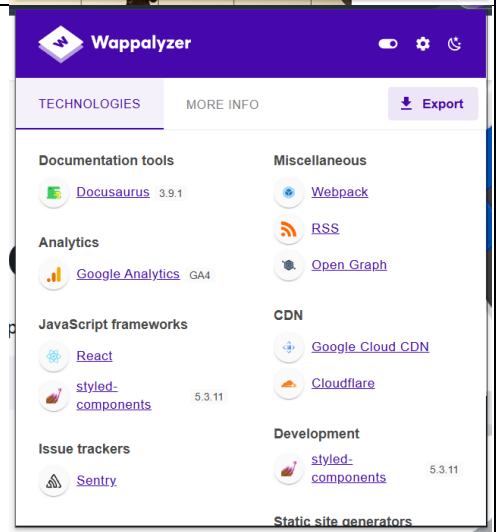 Wappalyzer
TECHNOLOGIES
MORE INFO
Export
Documentation tools
Docusaurus 3.9.1
Analytics
Google Analytics GA4
JavaScript frameworks
React
styled-
components 5.3.11
Issue trackers
Sentry
Miscellaneous
Webpack
RSS
Open Graph
CDN
Google Cloud CDN
Cloudflare
Development
styled-
components 5.3.11
Static site generators